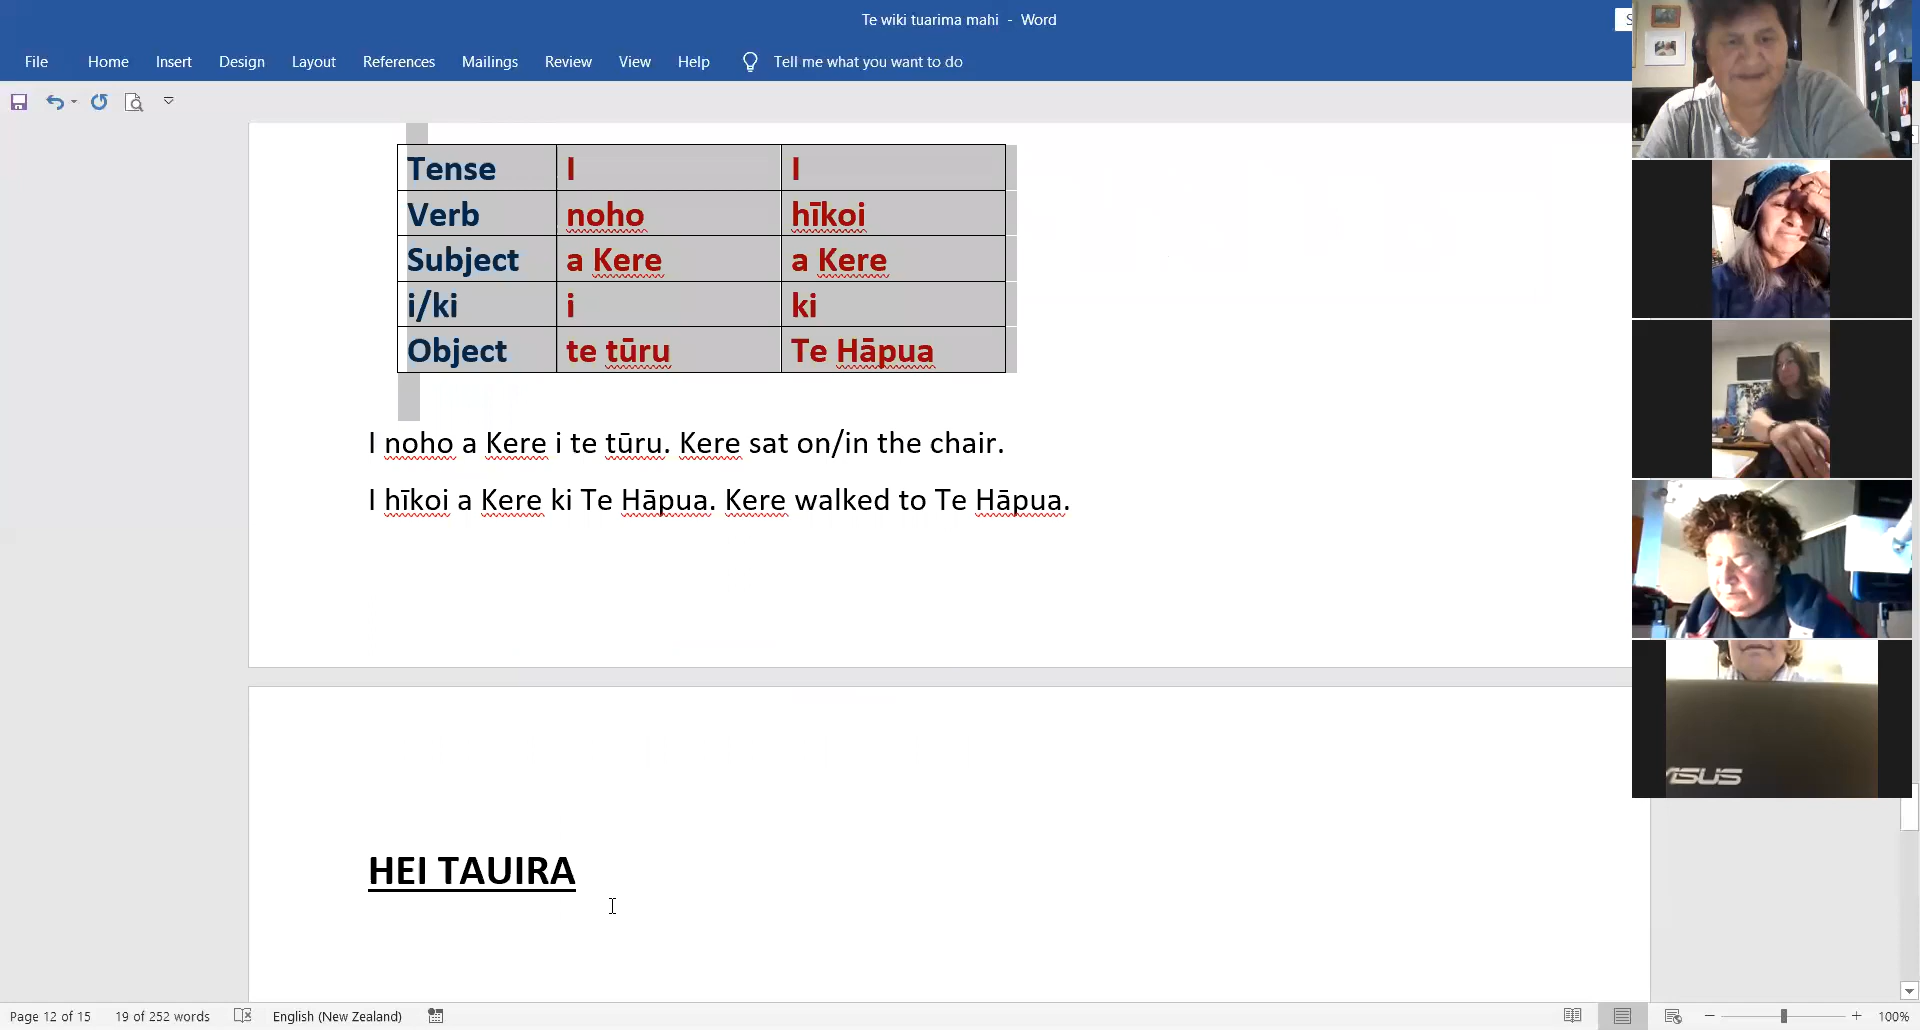 Te wiki tuarima mahi - Word
File Home Insert Design Layout References Mailings Review View Help Tell me what you want to do
Tense I I
Verb noho hīkoi
Subject a Kere a Kere
i/ki i ki
Object te tūru Te Hāpua
I noho a Kere i te tūru. Kere sat on/in the chair.
I hīkoi a Kere ki Te Hāpua. Kere walked to Te Hāpua.
HEI TAUIRA
ASUS
Page 12 of 15 19 of 252 words English (New Zealand) 100%